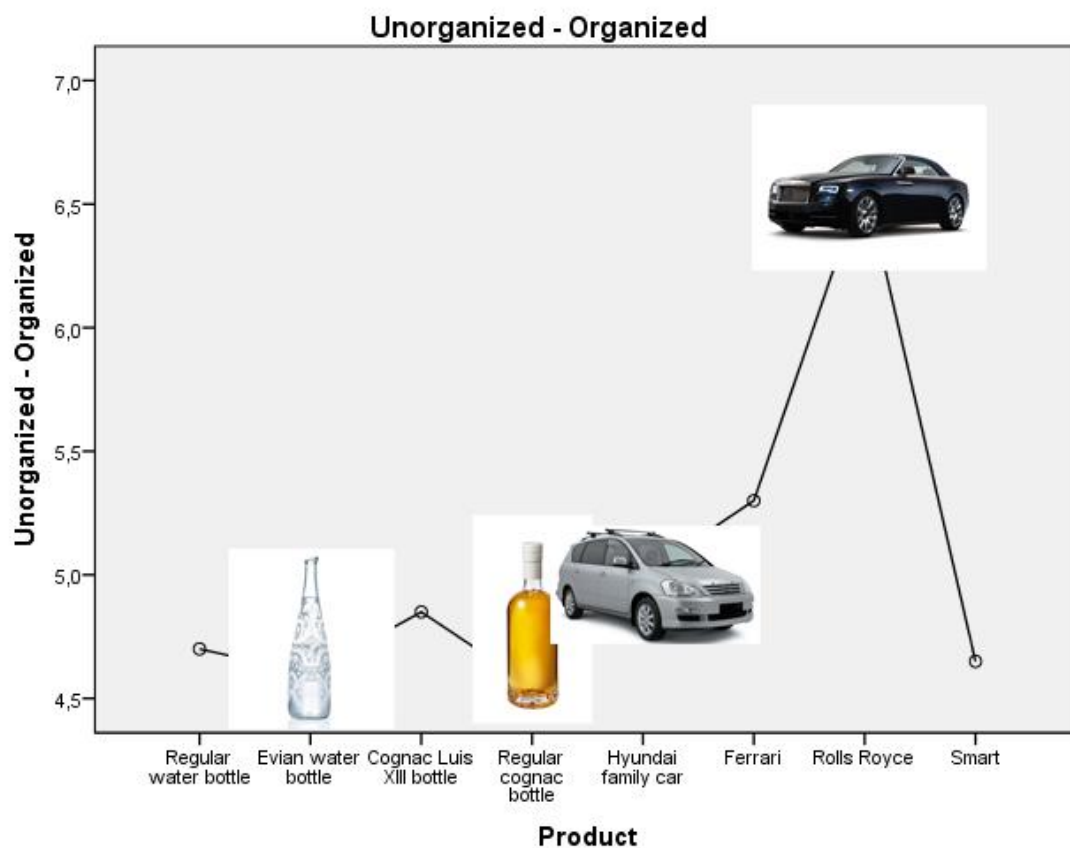 Unorganized - Organized
Unorganized - Organized
7,0
6,5
6,0
5,5
5,0
4,5
Regular
water bottle
Evian water
bottle
Cognac Luis
XIII bottle
Regular
cognac
bottle
Hyundai
family car
Ferrari
Rolls Royce
Smart
Product